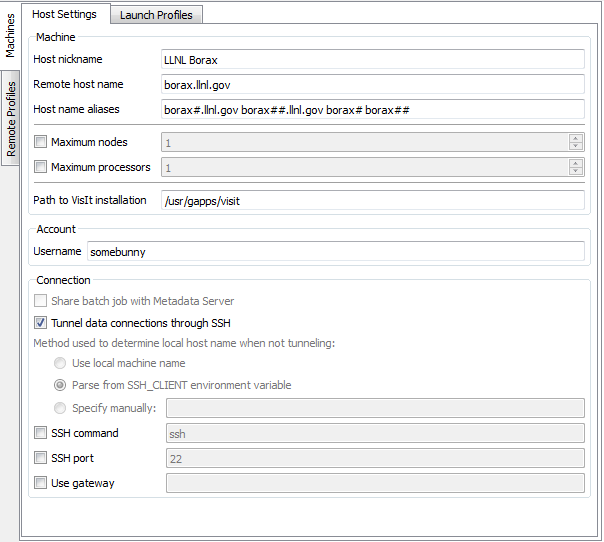 Host Settings Launch Profiles
Machines
Remote Profiles
Machine
Host nickname LLNL Borax
Remote host name borax.llnl.gov
Host name aliases borax#.llnl.gov borax##.llnl.gov borax# borax##
Maximum nodes 1
Maximum processors 1
Path to VisIt installation /usr/gapps/visit
Account
Username somebunny
Connection
Share batch job with Metadata Server
Tunnel data connections through SSH
Method used to determine local host name when not tunneling:
Use local machine name
Parse from SSH_CLIENT environment variable
Specify manually:
SSH command ssh
SSH port 22
Use gateway